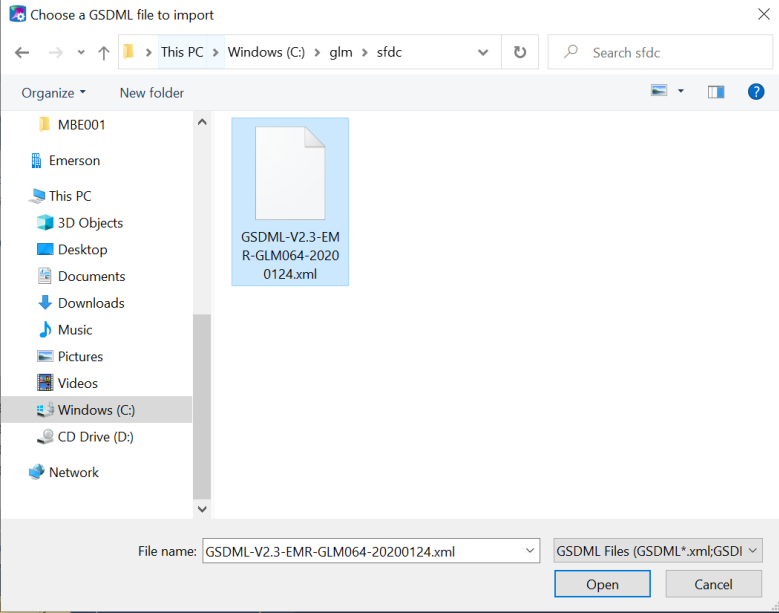 Choose a GSDML file to import
This PC
Windows (C:)
glm
sfdc
Search sfdc
Organize
New folder
?
MBE001
Emerson
This PC
3D Objects
Desktop
Documents
Downloads
Music
Pictures
Videos
Windows (C:)
CD Drive (D:)
Network
GSDML-V2.3-EM
R-GLM064-2020
0124.xml
File name:
GSDML-V2.3-EMR-GLM064-20200124.xml
GSDML Files (GSDML*.xml;GSDI
Open
Cancel